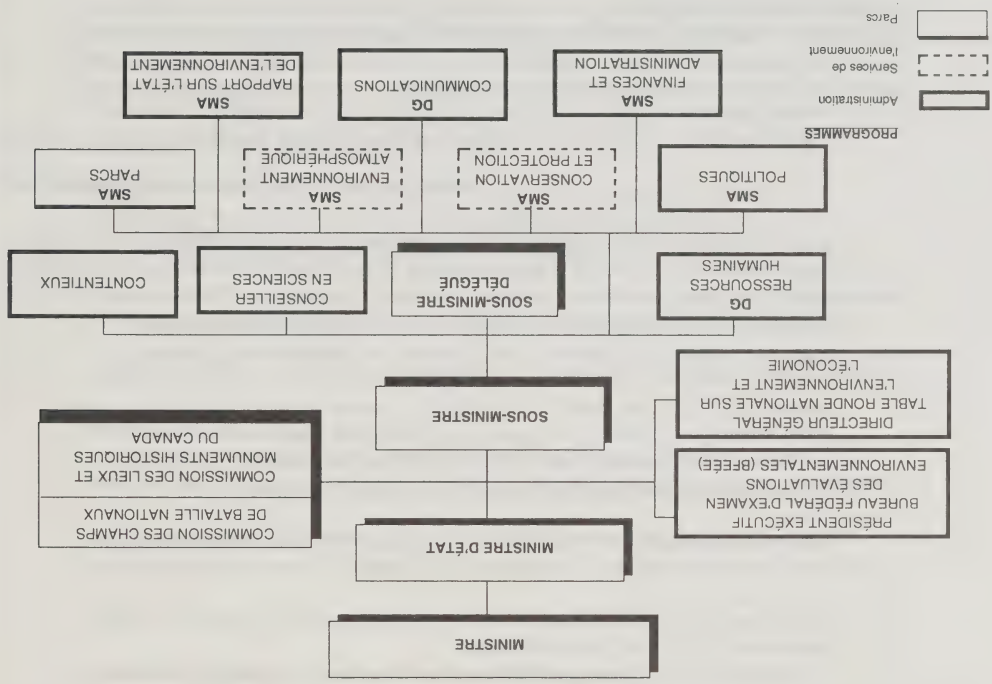 MINISTRE
MINISTRE D'ÉTAT
PRÉSIDENT EXÉCUTIF
BUREAU FÉDÉRAL D'EXAMEN
DES ÉVALUATIONS
ENVIRONNEMENTALES (BFEÉE)
DIRECTEUR GÉNÉRAL
TABLE RONDE NATIONALE SUR
L'ENVIRONNEMENT ET
L'ÉCONOMIE
COMMISSION DES CHAMPS
DE BATAILLE NATIONAUX
COMMISSION DES LIEUX ET
MONUMENTS HISTORIQUES
DU CANADA
SOUS-MINISTRE
DG
RESSOURCES
HUMAINES
SOUS-MINISTRE
DÉLÉGUÉ
CONSEILLER
EN SCIENCES
CONTENTIEUX
SMA
POLITIQUES
SMA
CONSERVATION
ET PROTECTION
SMA
ENVIRONNEMENT
ATMOSPHÉRIQUE
SMA
PARCS
SMA
FINANCES ET
ADMINISTRATION
DG
COMMUNICATIONS
SMA
RAPPORT SUR L'ÉTAT
DE L'ENVIRONNEMENT
PROGRAMMES
Administration
Services de
l'environnement
Parcs